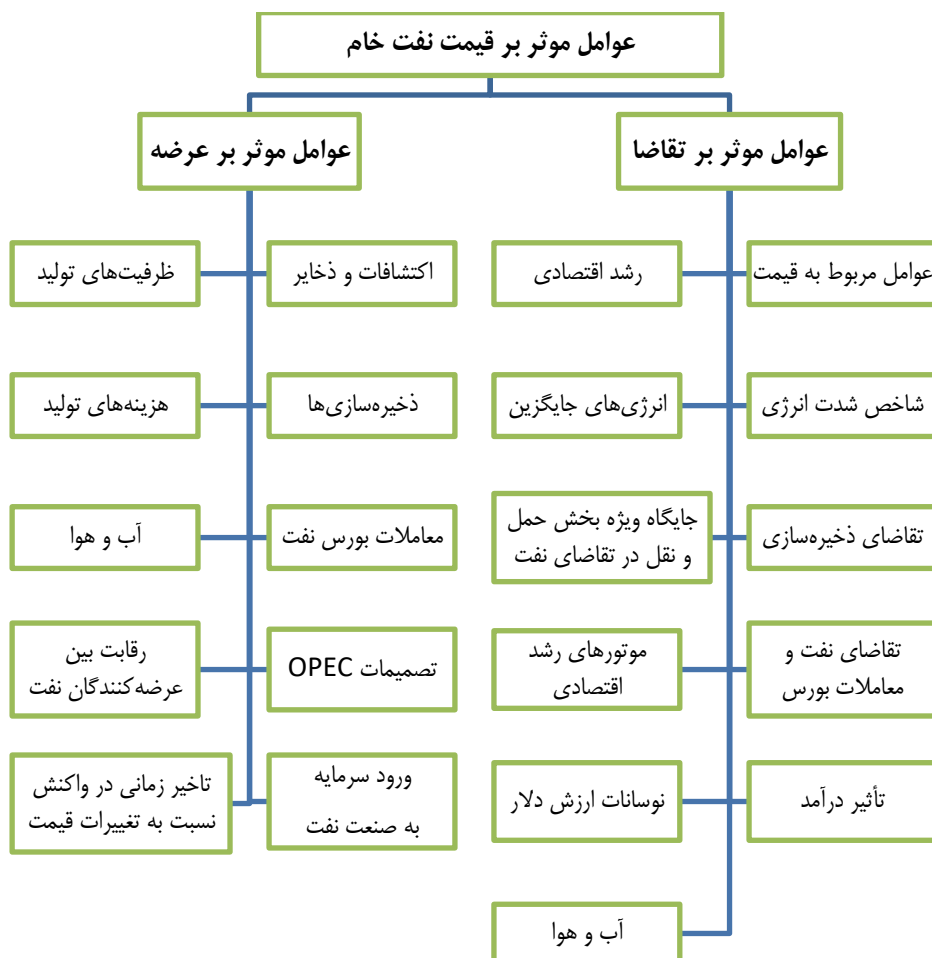 عوامل موثر بر قیمت نفت خام
عوامل موثر بر تقاضا
عوامل مربوط به قیمت
رشد اقتصادی
شاخص شدت انرژی
انرژی‌های جایگزین
تقاضای ذخیره‌سازی
جایگاه ویژه بخش حمل
و نقل در تقاضای نفت
تقاضای نفت و
معاملات بورس
موتورهای رشد
اقتصادی
تأثیر درآمد
نوسانات ارزش دلار
آب و هوا
عوامل موثر بر عرضه
اکتشافات و ذخایر
ظرفیت‌های تولید
ذخیره‌سازی‌ها
هزینه‌های تولید
معاملات بورس نفت
آب و هوا
تصمیمات OPEC
رقابت بین
عرضه‌کنندگان نفت
ورود سرمایه
به صنعت نفت
تاخیر زمانی در واکنش
نسبت به تغییرات قیمت